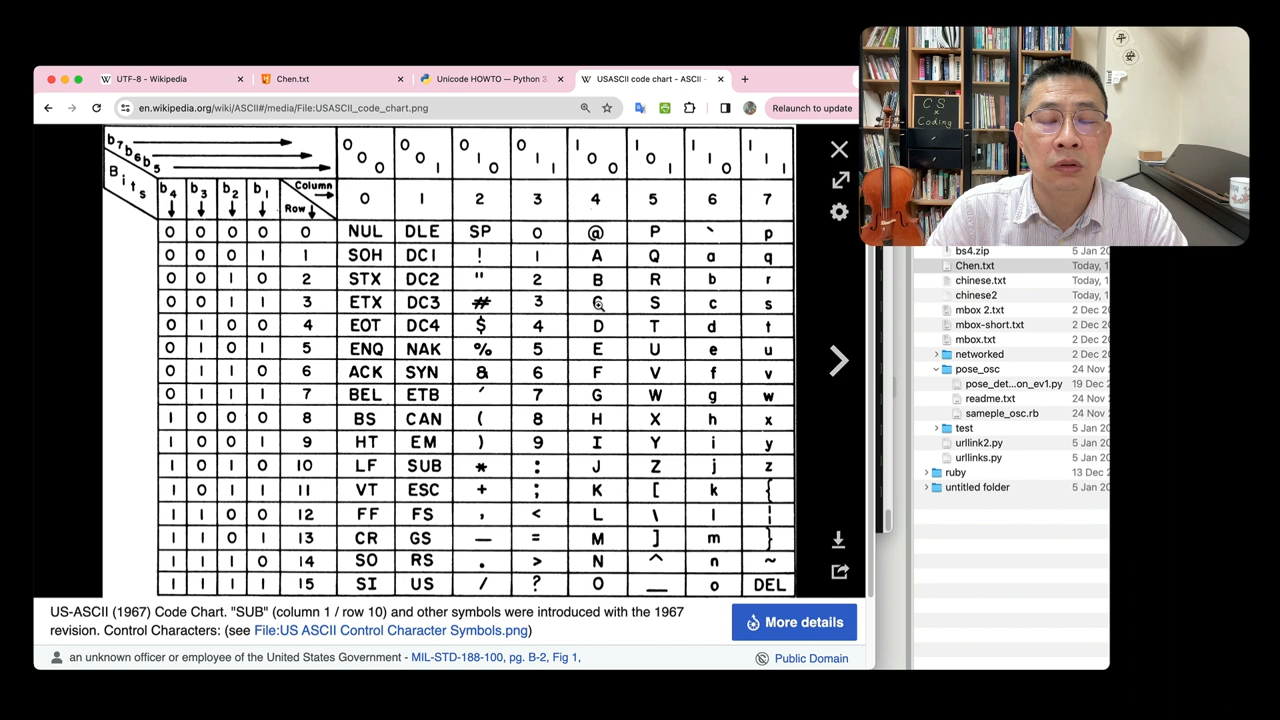 UTF-8 - Wikipedia
Chen.txt
Unicode HOWTO — Python 3
USASCII code chart - ASCII -
en.wikipedia.org/wiki/ASCII#/media/File:USASCII_code_chart.png
Relaunch to update
CS
x
Coding
平
安
b7b6b5 0 0 0 0 0 1 0 1 0 0 1 1 1 0 0 1 0 1 1 1 0 1 1 1
Bits b4 b3 b2 b1 Column Row 0 1 2 3 4 5 6 7
0 0 0 0 0 NUL DLE SP 0 @ P ` p
0 0 0 1 1 SOH DC1 ! 1 A Q a q
0 0 1 0 2 STX DC2 " 2 B R b r
0 0 1 1 3 ETX DC3 # 3 C S c s
0 1 0 0 4 EOT DC4 $ 4 D T d t
0 1 0 1 5 ENQ NAK % 5 E U e u
0 1 1 0 6 ACK SYN & 6 F V f v
0 1 1 1 7 BEL ETB ' 7 G W g w
1 0 0 0 8 BS CAN ( 8 H X h x
1 0 0 1 9 HT EM ) 9 I Y i y
1 0 1 0 10 LF SUB * : J Z j z
1 0 1 1 11 VT ESC + ; K [ k {
1 1 0 0 12 FF FS , < L \ l ¦
1 1 0 1 13 CR GS — = M ] m }
1 1 1 0 14 SO RS . > N ^ n ~
1 1 1 1 15 SI US / ? O _ o DEL
US-ASCII (1967) Code Chart. "SUB" (column 1 / row 10) and other symbols were introduced with the 1967
revision. Control Characters: (see File:US ASCII Control Character Symbols.png)
More details
an unknown officer or employee of the United States Government - MIL-STD-188-100, pg. B-2, Fig 1,
Public Domain
bs4.zip 5 Jan 20
Chen.txt Today, 1
chinese.txt Today, 1
chinese2 Today, 1
mbox 2.txt 2 Dec 2
mbox-short.txt 2 Dec 2
mbox.txt 2 Dec 2
networked 2 Dec 2
pose_osc 24 Nov
pose_det...on_ev1.py 19 Dec 2
readme.txt 24 Nov
sameple_osc.rb 24 Nov
test 5 Jan 20
urllink2.py 5 Jan 20
urllinks.py 5 Jan 20
ruby 13 Dec 2
untitled folder 5 Jan 20